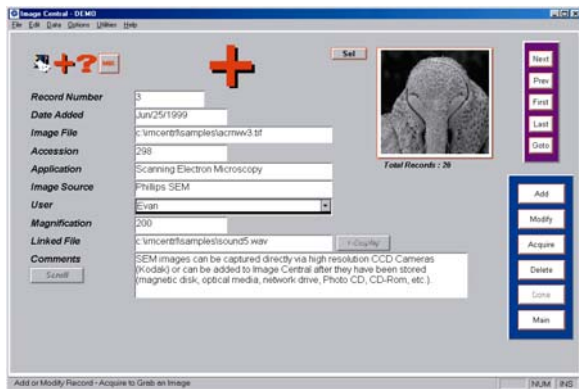 Image Central - DEMO
File Edit Data Options Utilities Help
Sel
Record Number 3
Date Added Jun/25/1999
Image File c:\imcentrl\samples\acmww3.tif
Accession 298
Application Scanning Electron Microscopy
Image Source Phillips SEM
User Evan
Magnification 200
Linked File c:\imcentrl\samples\sound5.wav
Comments SEM images can be captured directly via high resolution CCD Cameras
(Kodak) or can be added to Image Central after they have been stored
(magnetic disk, optical media, network drive, Photo CD, CD-Rom, etc.).
Scroll
Total Records : 26
Next
Prev
First
Last
Goto
Add
Modify
Acquire
Delete
Main
Add or Modify Record - Acquire to Grab an Image
NUM INS